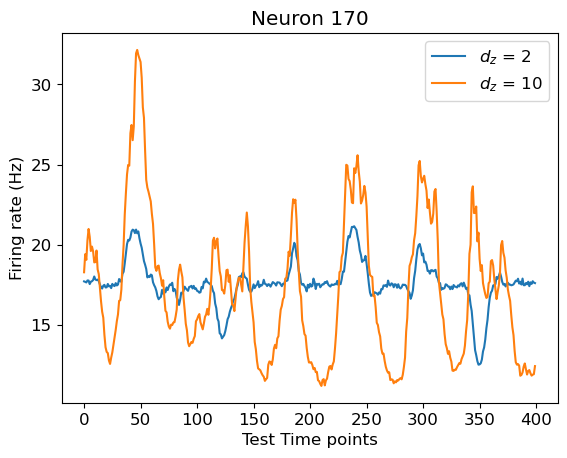 Neuron 170
d_z = 2
d_z = 10
Firing rate (Hz)
30
25
20
15
0 50 100 150 200 250 300 350 400
Test Time points